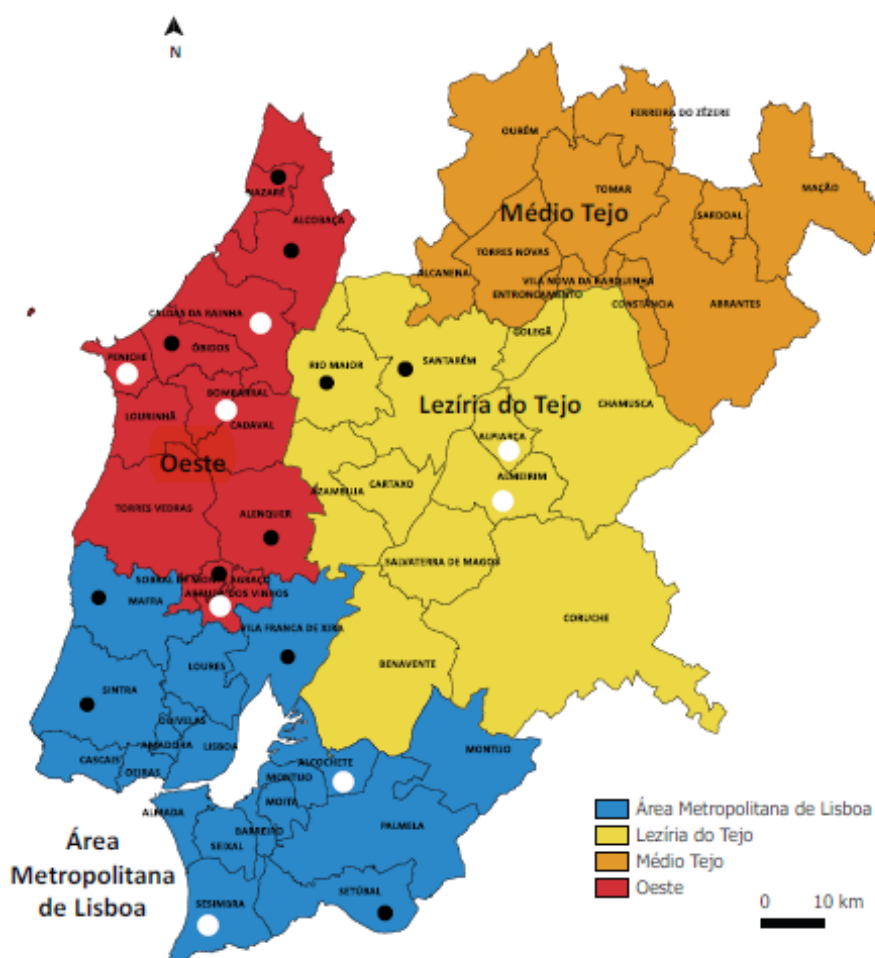 N
OURÉM
FERREIRA DO ZÊZERE
NAZARÉ
TOMAR
MAÇÃO
SARDOAL
Médio Tejo
ALCOBAÇA
TORRES NOVAS
ALCANENA
VILA NOVA DA BARQUINHA
ENTRONCAMENTO
CONSTÂNCIA
ABRANTES
CALDAS DA RAINHA
GOLEGÃ
ÓBIDOS
PENICHE
RIO MAIOR
SANTARÉM
BOMBARRAL
LOURINHÃ
CADAVAL
Lezíria do Tejo
CHAMUSCA
ALPIARÇA
Oeste
ALMEIRIM
CARTAXO
AZAMBUJA
TORRES VEDRAS
ALENQUER
SALVATERRA DE MAGOS
SOBRAL DE MONTE AGRAÇO
ARRUDA DOS VINHOS
MAFRA
CORUCHE
VILA FRANCA DE XIRA
BENAVENTE
LOURES
SINTRA
ODIVELAS
AMADORA
LISBOA
MONTIJO
CASCAIS
OEIRAS
ALCOCHETE
MONTIJO
MOITA
ALMADA
PALMELA
BARREIRO
SEIXAL
SETÚBAL
SESIMBRA
Área
Metropolitana
de Lisboa
Área Metropolitana de Lisboa
Lezíria do Tejo
Médio Tejo
Oeste
0 10 km